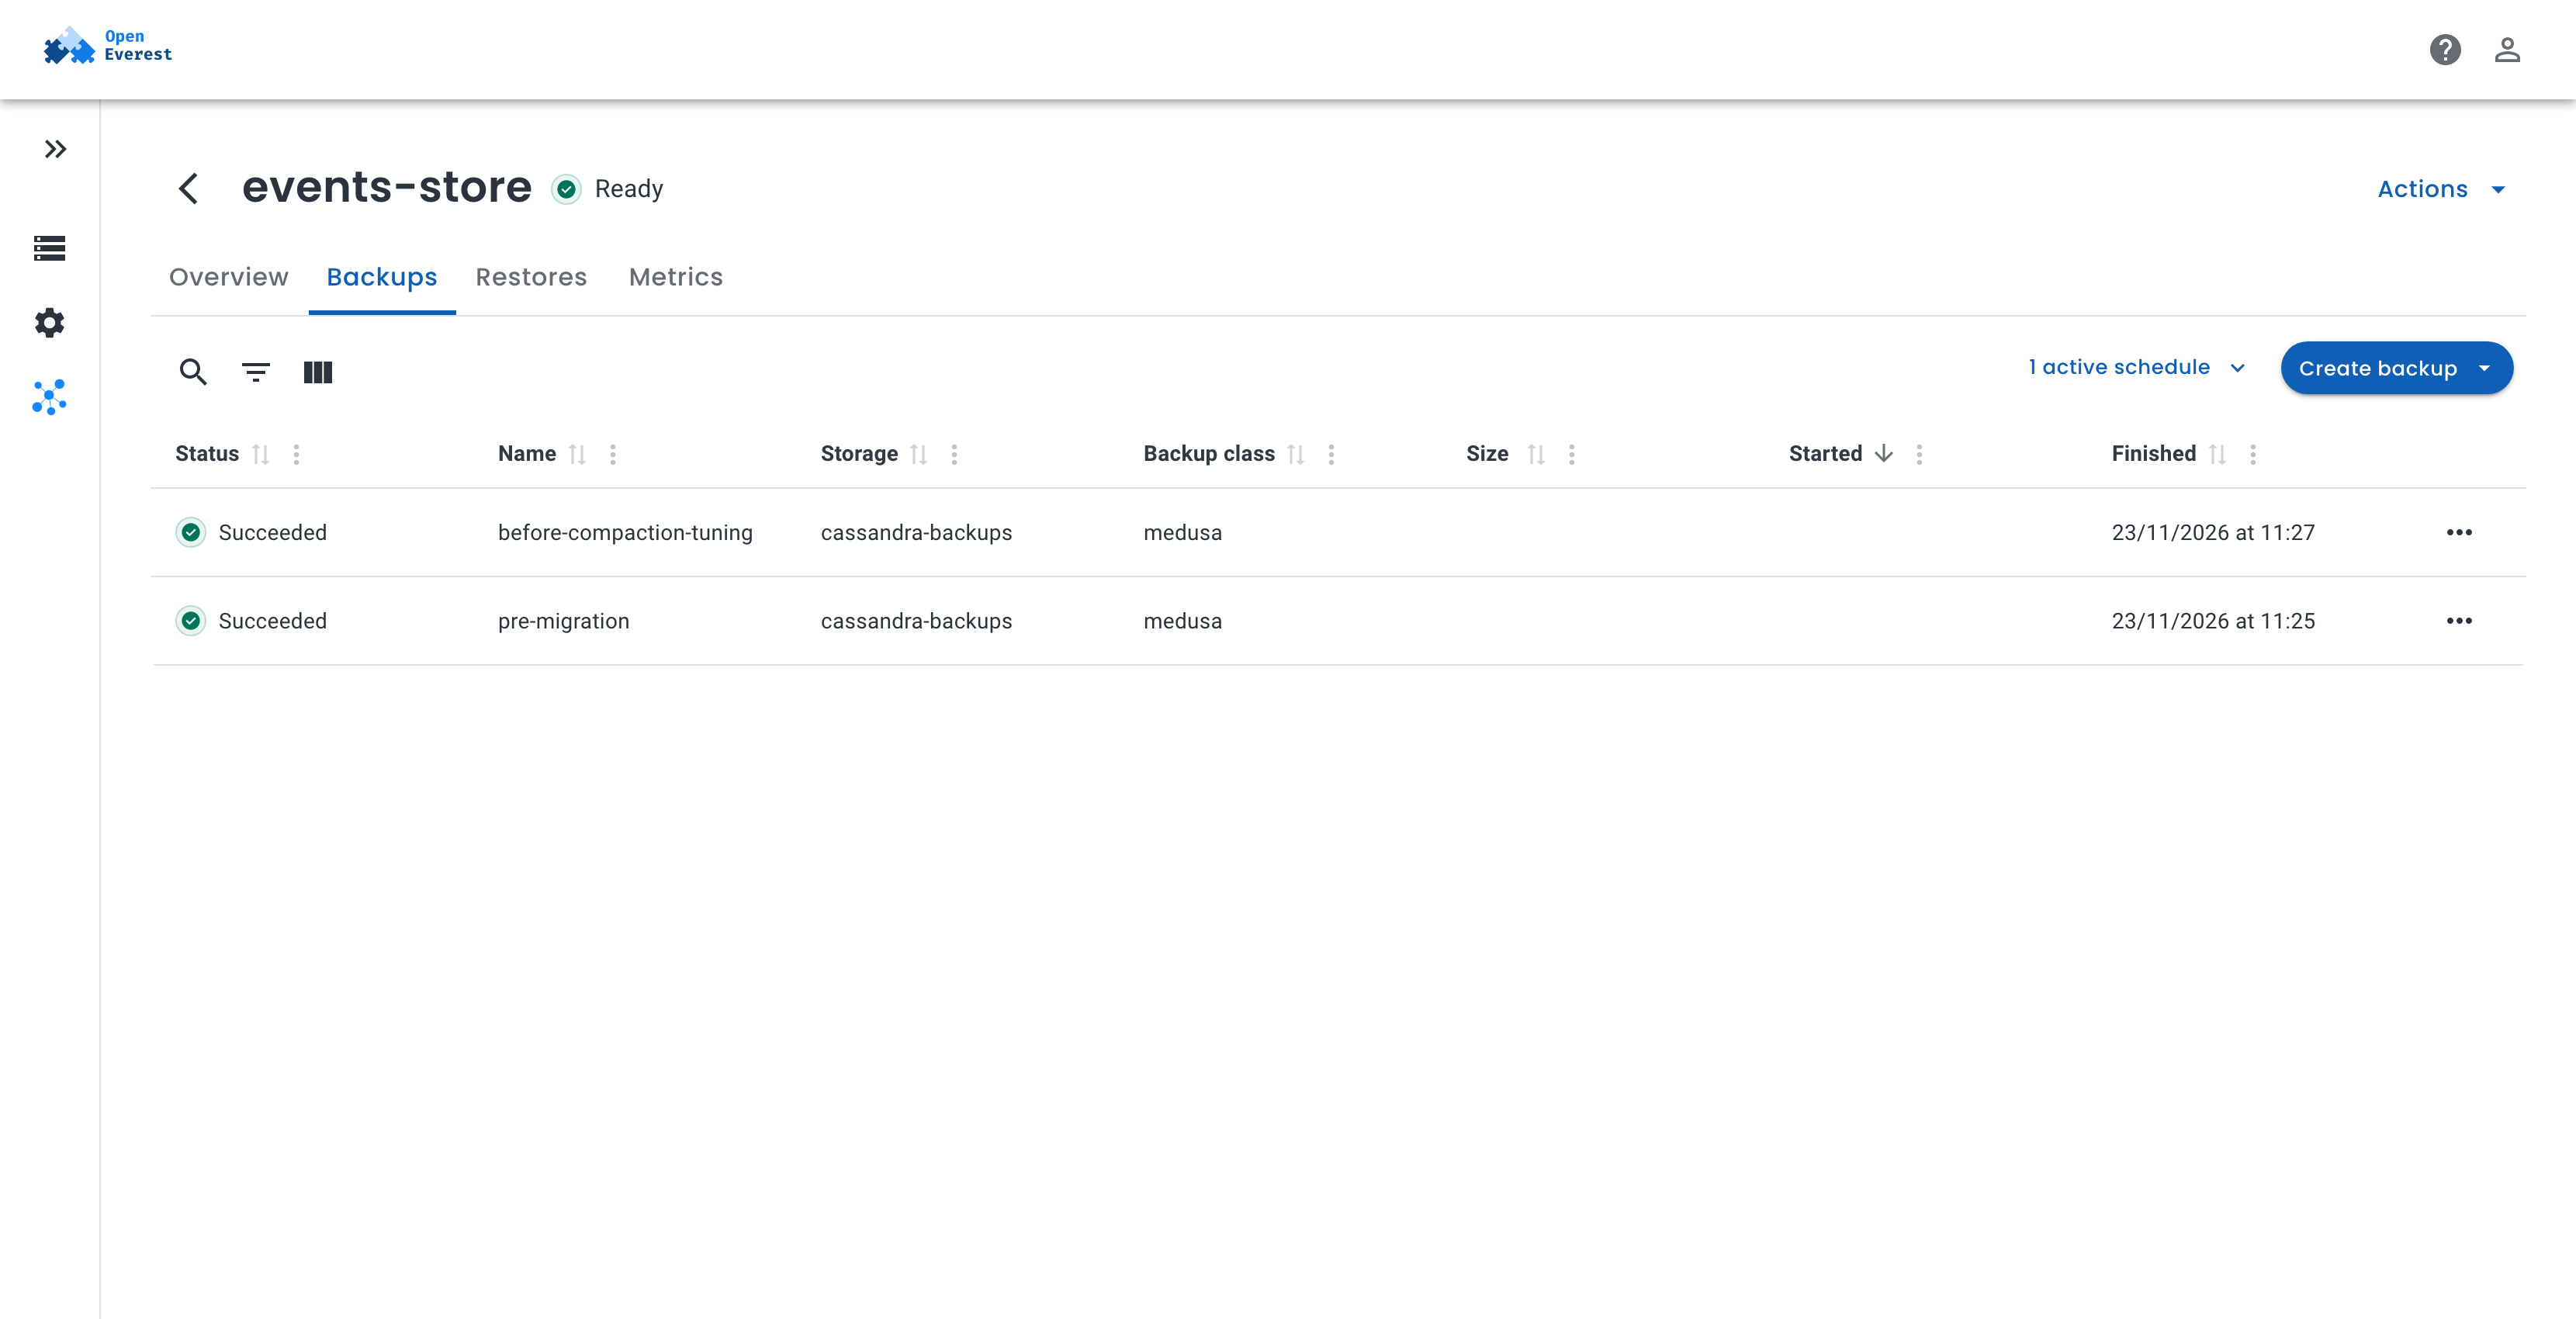 Open
Everest
events-store Ready Actions
Overview Backups Restores Metrics
1 active schedule Create backup
Status Name Storage Backup class Size Started Finished
Succeeded before-compaction-tuning cassandra-backups medusa 23/11/2026 at 11:27
Succeeded pre-migration cassandra-backups medusa 23/11/2026 at 11:25